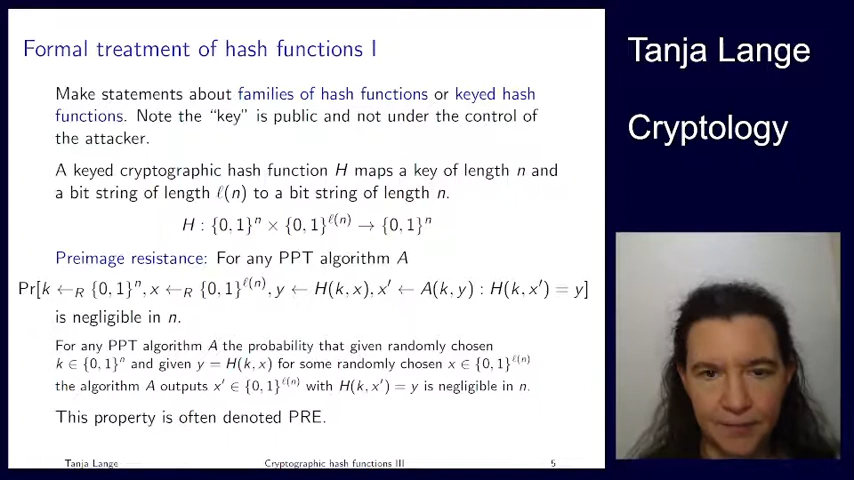 Formal treatment of hash functions I
Make statements about families of hash functions or keyed hash
functions. Note the “key” is public and not under the control of
the attacker.
A keyed cryptographic hash function H maps a key of length n and
a bit string of length ℓ(n) to a bit string of length n.
H : {0, 1}ⁿ × {0, 1}^ℓ(n) → {0, 1}ⁿ
Preimage resistance: For any PPT algorithm A
Pr[k ←_R {0, 1}ⁿ, x ←_R {0, 1}^ℓ(n), y ← H(k, x), x′ ← A(k, y) : H(k, x′) = y]
is negligible in n.
For any PPT algorithm A the probability that given randomly chosen
k ∈ {0, 1}ⁿ and given y = H(k, x) for some randomly chosen x ∈ {0, 1}^ℓ(n)
the algorithm A outputs x′ ∈ {0, 1}^ℓ(n) with H(k, x′) = y is negligible in n.
This property is often denoted PRE.
Tanja Lange
Cryptographic hash functions III
5
Tanja Lange
Cryptology